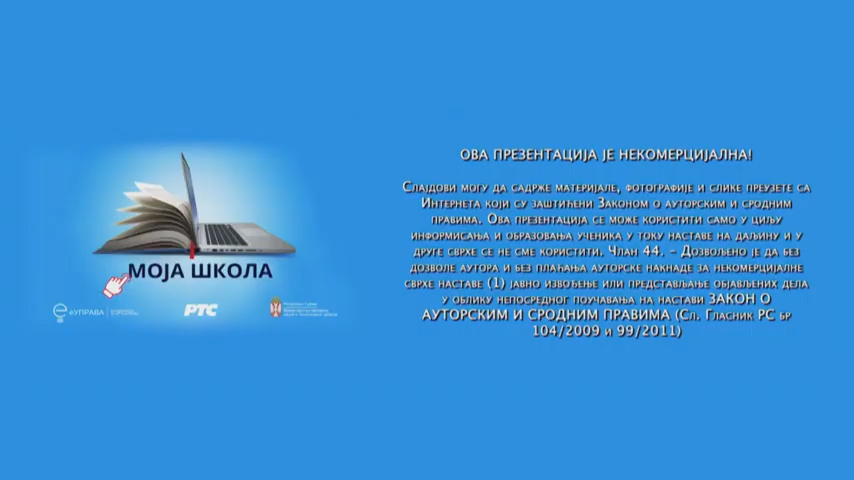 МОЈА ШКОЛА
еУПРАВА
РТС
ОВА ПРЕЗЕНТАЦИЈА ЈЕ НЕКОМЕРЦИЈАЛНА!
Слајдови могу да садрже материјале, фотографије и слике преузете са
Интернета који су заштићени Законом о ауторским и сродним
правима. Ова презентација се може користити само у циљу
информисања и образовања ученика у току наставе на даљину и у
друге сврхе се не сме користити. Члан 44. – Дозвољено је да без
дозволе аутора и без плаћања ауторске накнаде за некомерцијалне
сврхе наставе (1) јавно извођење или представљање објављених дела
у облику непосредног поучавања на настави ЗАКОН О
АУТОРСКИМ И СРОДНИМ ПРАВИМА (Сл. Гласник РС бр
104/2009 и 99/2011)